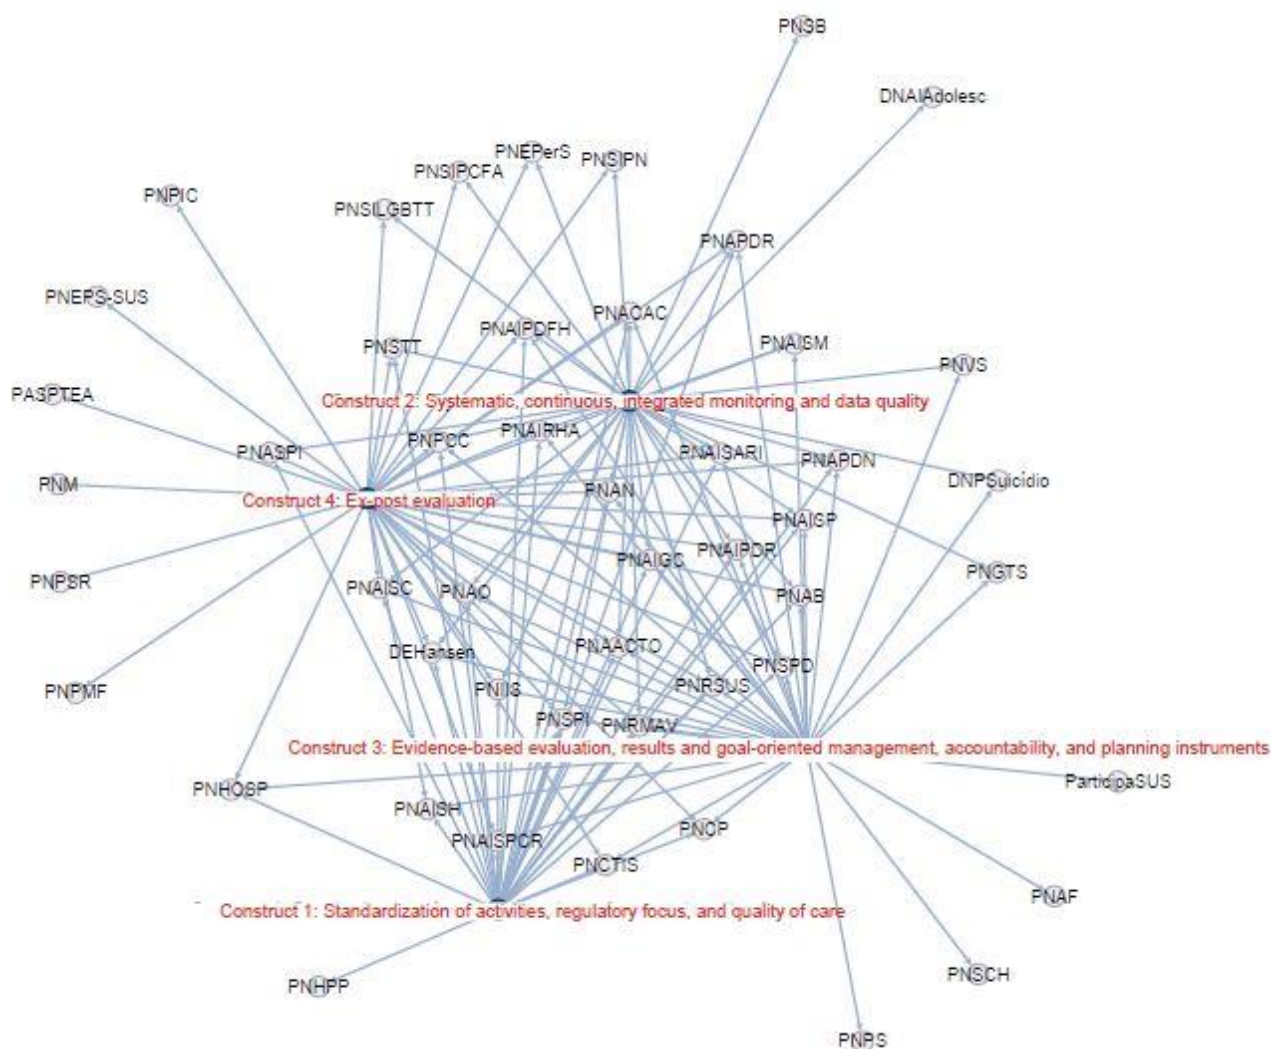 PNSB
DNAIAdolesc
PNEPerS
PNSIPN
PNSIPCFA
PNPIC
PNSILGBTT
PNAPDR
PNEPS-SUS
PNACAC
PNAIPDFH
PNAISM
PNSTT
PNVS
PASPTEA
Construct 2: Systematic, continuous, integrated monitoring and data quality
PNAIRHA
PNPCC
PNASPI
PNAISARI
PNAPDN
PNM
DNPSuicidio
PNAN
Construct 4: Ex-post evaluation
PNAISP
PNAIPDR
PNAIGC
PNPSR
PNGTS
PNAISC
PNAO
PNAB
PNAACTO
DEHansen
PNSPD
PNIIS
PNRSUS
PNPMF
PNSPI
PNRMAV
Construct 3: Evidence-based evaluation, results and goal-oriented management, accountability, and planning instruments
ParticipaSUS
PNHOSP
PNAISH
PNCP
PNAISPCR
PNCTIS
PNAF
Construct 1: Standardization of activities, regulatory focus, and quality of care
PNSCH
PNHPP
PNPS